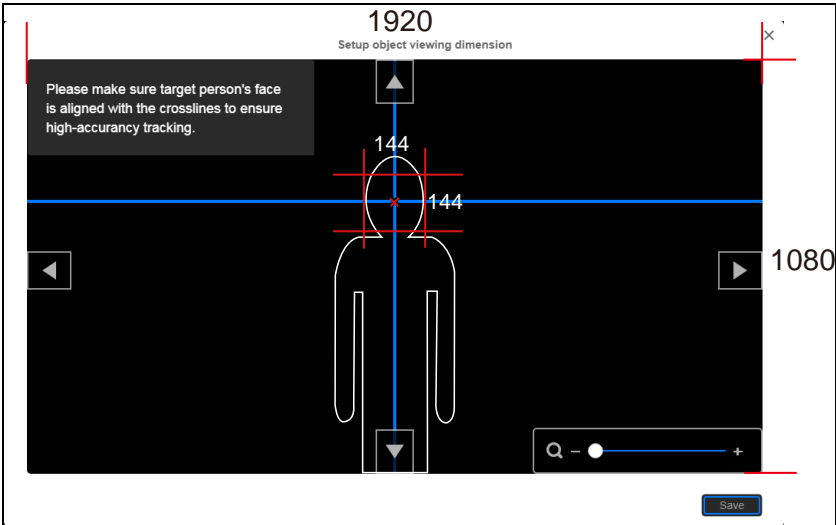 1920
Setup object viewing dimension
×
Please make sure target person's face
is aligned with the crosslines to ensure
high-accurancy tracking.
144
144
1080
− +
Save